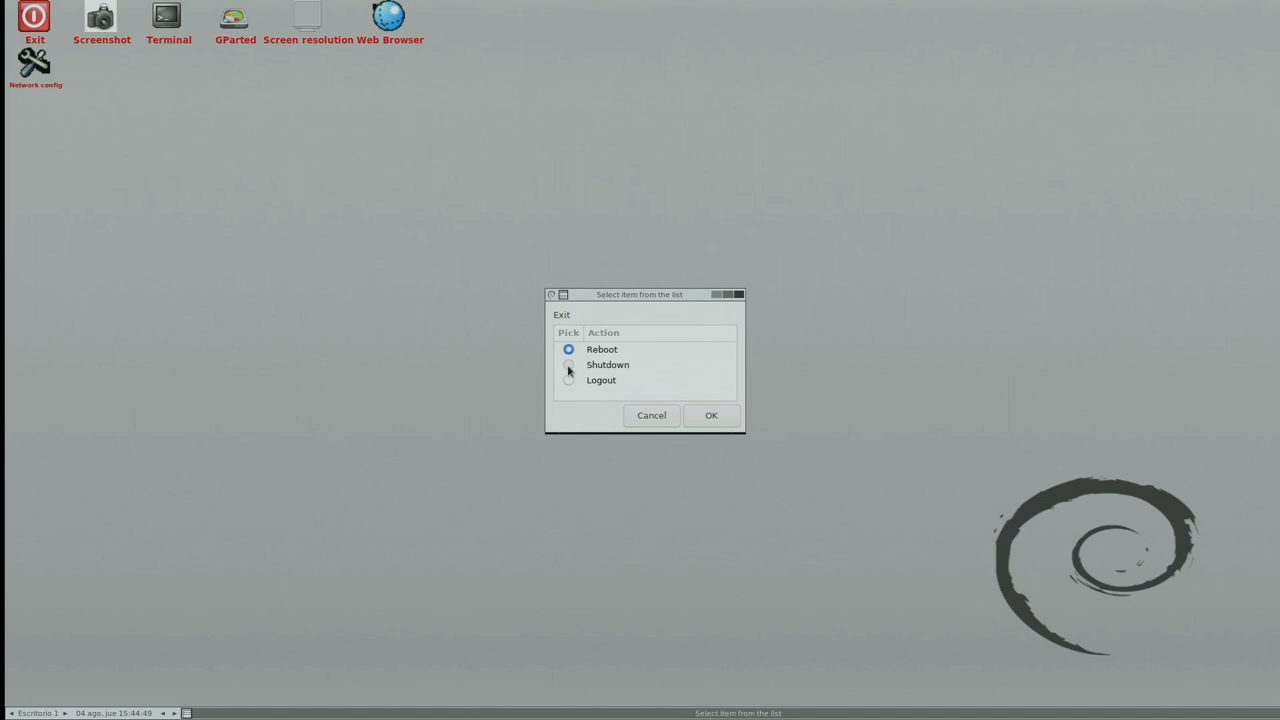 Exit
Screenshot
Terminal
GParted
Screen resolution
Web Browser
Network config
Select item from the list
Exit
Pick Action
Reboot
Shutdown
Logout
Cancel OK
Escritorio 1 04 ago, jue 15:44:49 Select item from the list